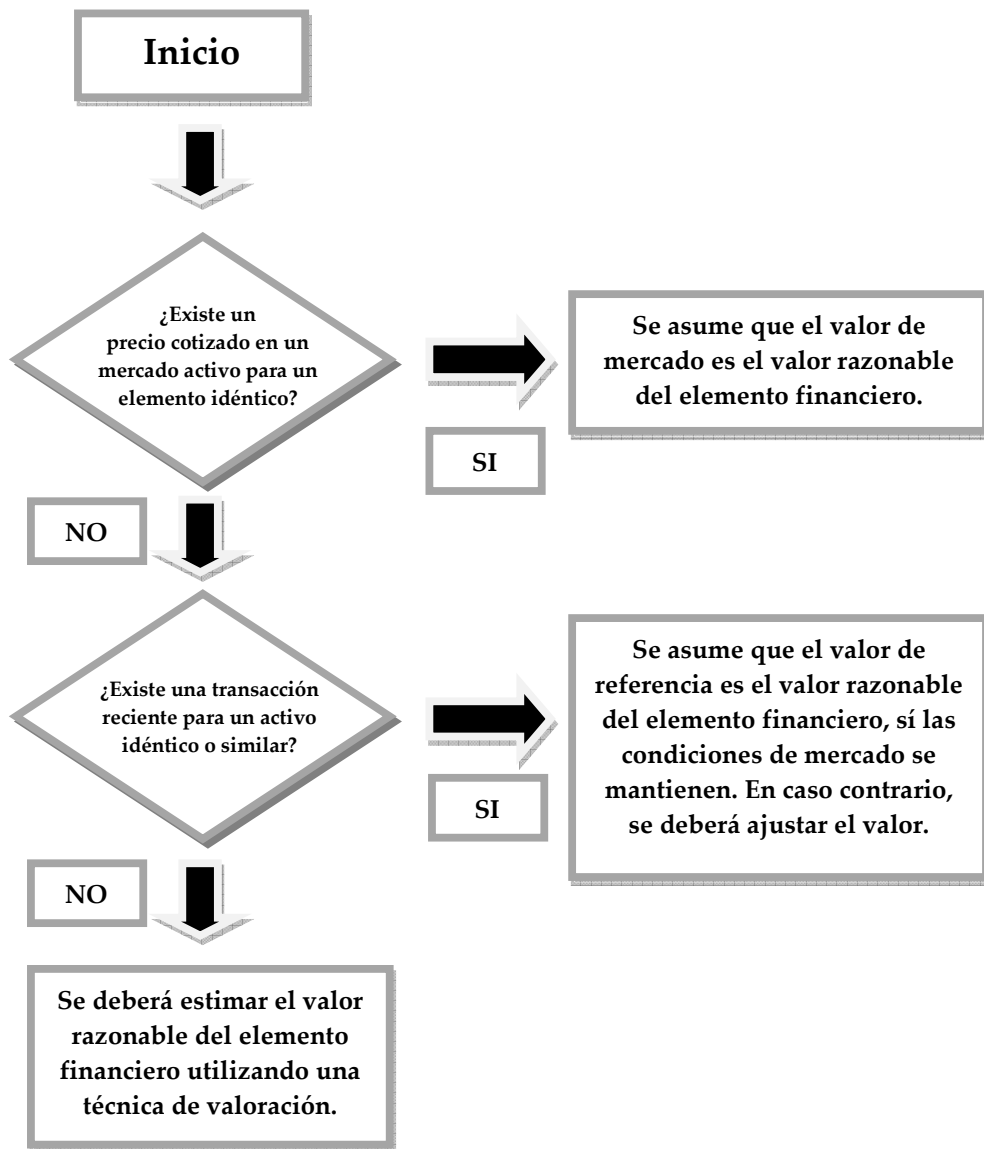 Inicio
¿Existe un
precio cotizado en un
mercado activo para un
elemento idéntico?
Se asume que el valor de
mercado es el valor razonable
del elemento financiero.
SI
NO
¿Existe una transacción
reciente para un activo
idéntico o similar?
Se asume que el valor de
referencia es el valor razonable
del elemento financiero, sí las
condiciones de mercado se
mantienen. En caso contrario,
se deberá ajustar el valor.
SI
NO
Se deberá estimar el valor
razonable del elemento
financiero utilizando una
técnica de valoración.